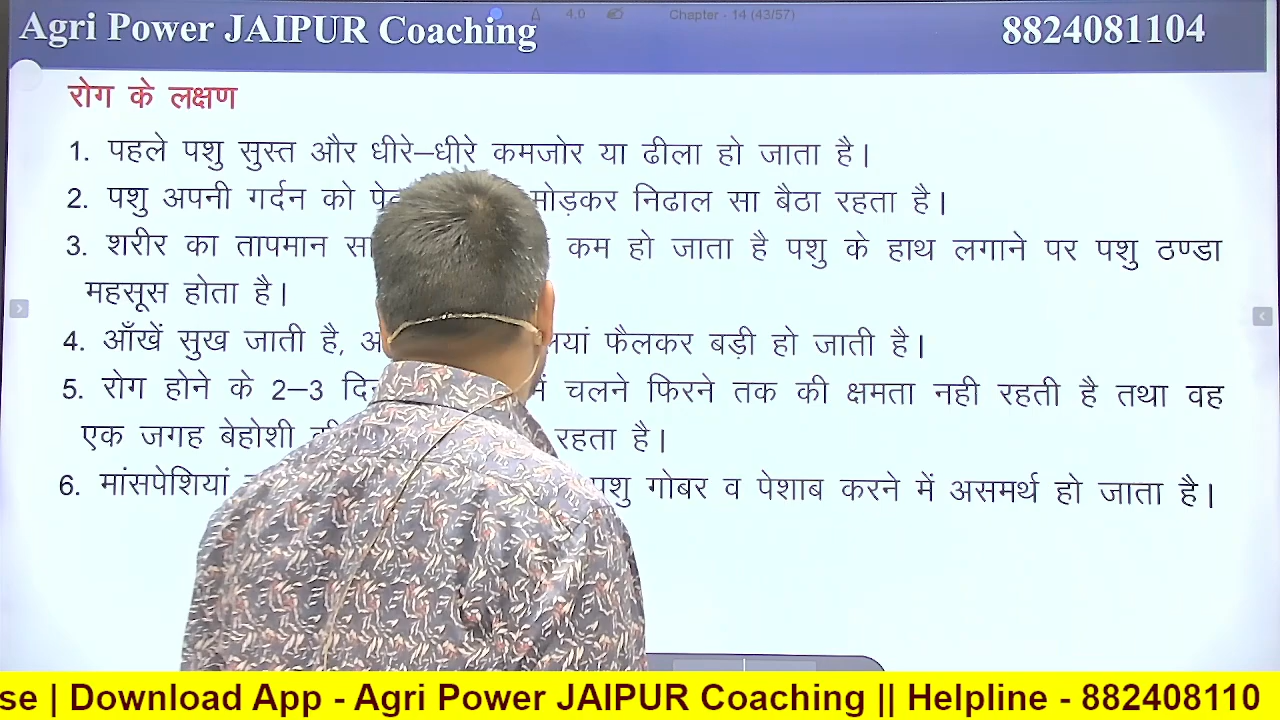 Agri Power JAIPUR Coaching
4.0
Chapter - 14 (43/57)
8824081104
रोग के लक्षण
1. पहले पशु सुस्त और धीरे–धीरे कमजोर या ढीला हो जाता है।
2. पशु अपनी गर्दन को मोड़कर निढाल सा बैठा रहता है।
3. शरीर का तापमान कम हो जाता है पशु के हाथ लगाने पर पशु ठण्डा
महसूस होता है।
4. आँखें सुख जाती है, फैलकर बड़ी हो जाती है।
5. रोग होने के 2–3 में चलने फिरने तक की क्षमता नही रहती है तथा वह
एक जगह बेहोशी रहता है।
6. मांसपेशियां पशु गोबर व पेशाब करने में असमर्थ हो जाता है।
se | Download App - Agri Power JAIPUR Coaching || Helpline - 882408110